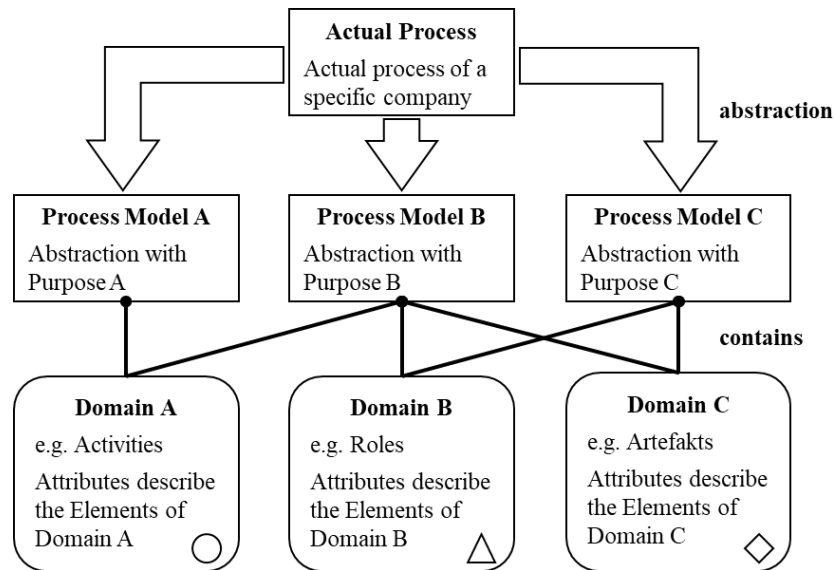 Actual Process
Actual process of a
specific company
abstraction
Process Model A
Abstraction with
Purpose A
Process Model B
Abstraction with
Purpose B
Process Model C
Abstraction with
Purpose C
contains
Domain A
e.g. Activities
Attributes describe
the Elements of
Domain A
Domain B
e.g. Roles
Attributes describe
the Elements of
Domain B
Domain C
e.g. Artefakts
Attributes describe
the Elements of
Domain C